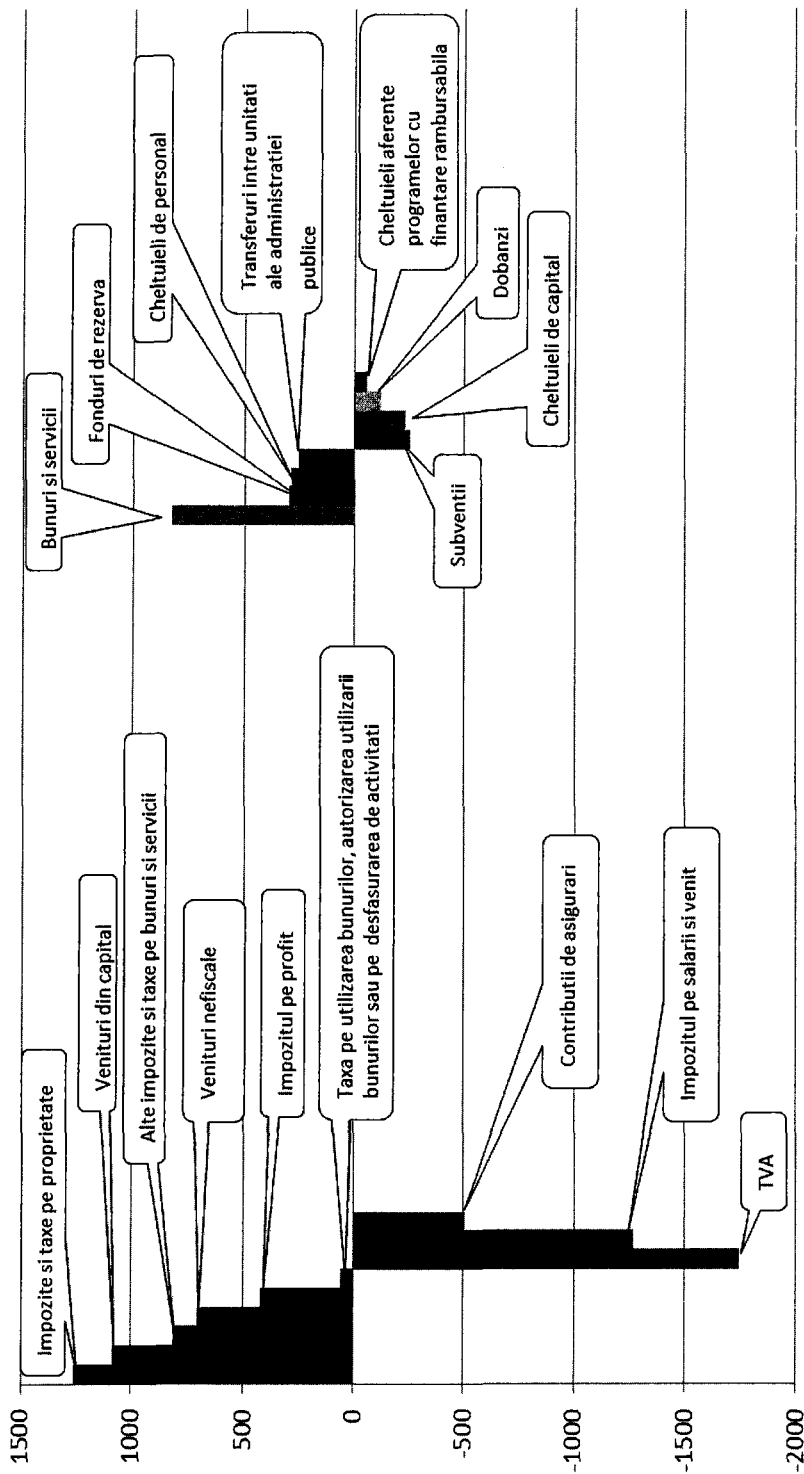 1500
1000
500
0
-500
-1000
-1500
-2000
Impozite si taxe pe proprietate
Venituri din capital
Alte impozite si taxe pe bunuri si servicii
Venituri nefiscale
Impozitul pe profit
Taxa pe utilizarea bunurilor, autorizarea utilizarii
bunurilor sau pe desfasurarea de activitati
Contributii de asigurari
Impozitul pe salarii si venit
TVA
Bunuri si servicii
Fonduri de rezerva
Cheltuieli de personal
Transferuri intre unitati
ale administratiei
publice
Cheltuieli aferente
programelor cu
finantare rambursabila
Dobanzi
Cheltuieli de capital
Subventii